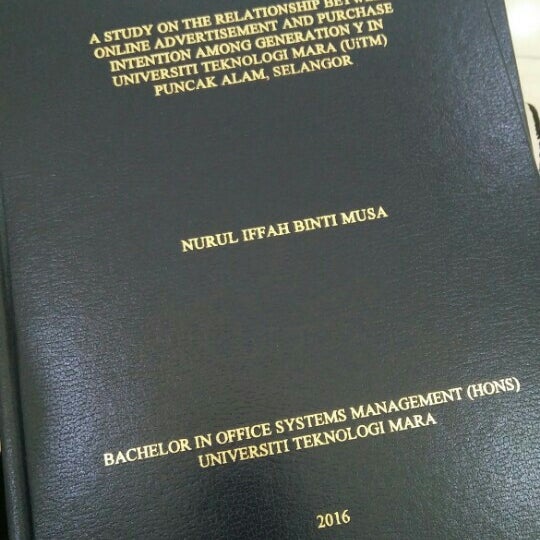 A STUDY ON THE RELATIONSHIP
ONLINE ADVERTISEMENT AND PURCHASE
INTENTION AMONG GENERATION Y IN
UNIVERSITI TEKNOLOGI MARA (UiTM)
PUNCAK ALAM, SELANGOR
NURUL IFFAH BINTI MUSA
BACHELOR IN OFFICE SYSTEMS MANAGEMENT (HONS)
UNIVERSITI TEKNOLOGI MARA
2016